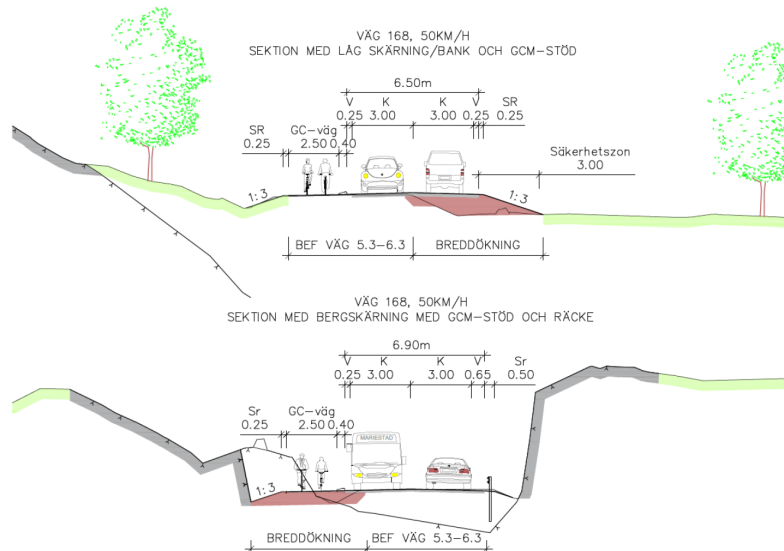 VÄG 168, 50KM/H
SEKTION MED LÅG SKÄRNING/BANK OCH GCM-STÖD
6.50m
V K K V SR
0.25 3.00 3.00 0.25 0.25
SR GC-väg
0.25 2.50 0.40
Säkerhetszon
3.00
1:3
1:3
BEF VÄG 5.3-6.3 BREDDÖKNING
VÄG 168, 50KM/H
SEKTION MED BERGSKÄRNING MED GCM-STÖD OCH RÄCKE
6.90m
V K K V Sr
0.25 3.00 3.00 0.65 0.50
Sr GC-väg
0.25 2.50 0.40
MARIESTAD
1:3
BREDDÖKNING BEF VÄG 5.3-6.3